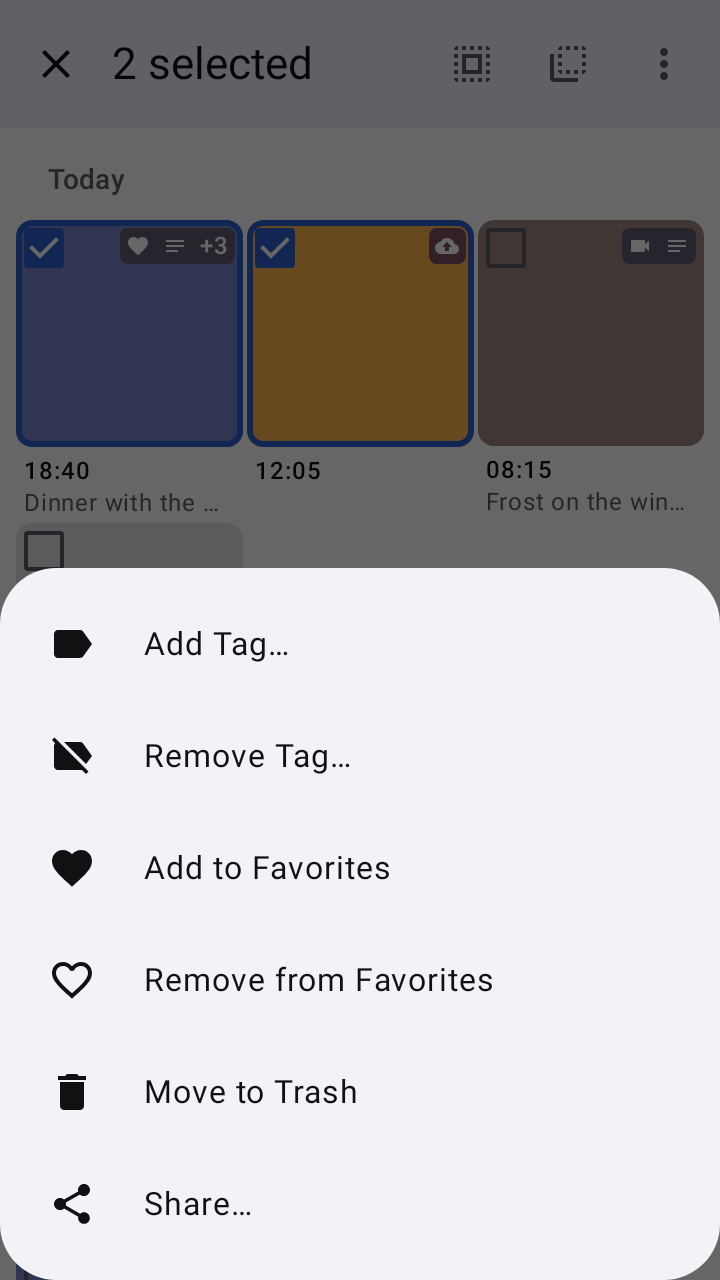 2 selected
Today
+3
18:40
12:05
08:15
Dinner with the …
Frost on the win…
Add Tag…
Remove Tag…
Add to Favorites
Remove from Favorites
Move to Trash
Share…